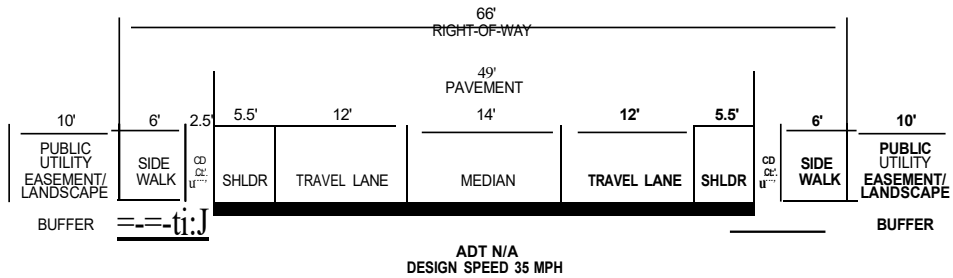 66'
RIGHT-OF-WAY
49'
PAVEMENT
10' 6' 2.5' 5.5' 12' 14' 12' 5.5' 6' 10'
PUBLIC
UTILITY
EASEMENT/
LANDSCAPE
BUFFER
SIDE
WALK
SHLDR
TRAVEL LANE
MEDIAN
TRAVEL LANE
SHLDR
SIDE
WALK
PUBLIC
UTILITY
EASEMENT/
LANDSCAPE
BUFFER
=-=-ti:J
ADT N/A
DESIGN SPEED 35 MPH